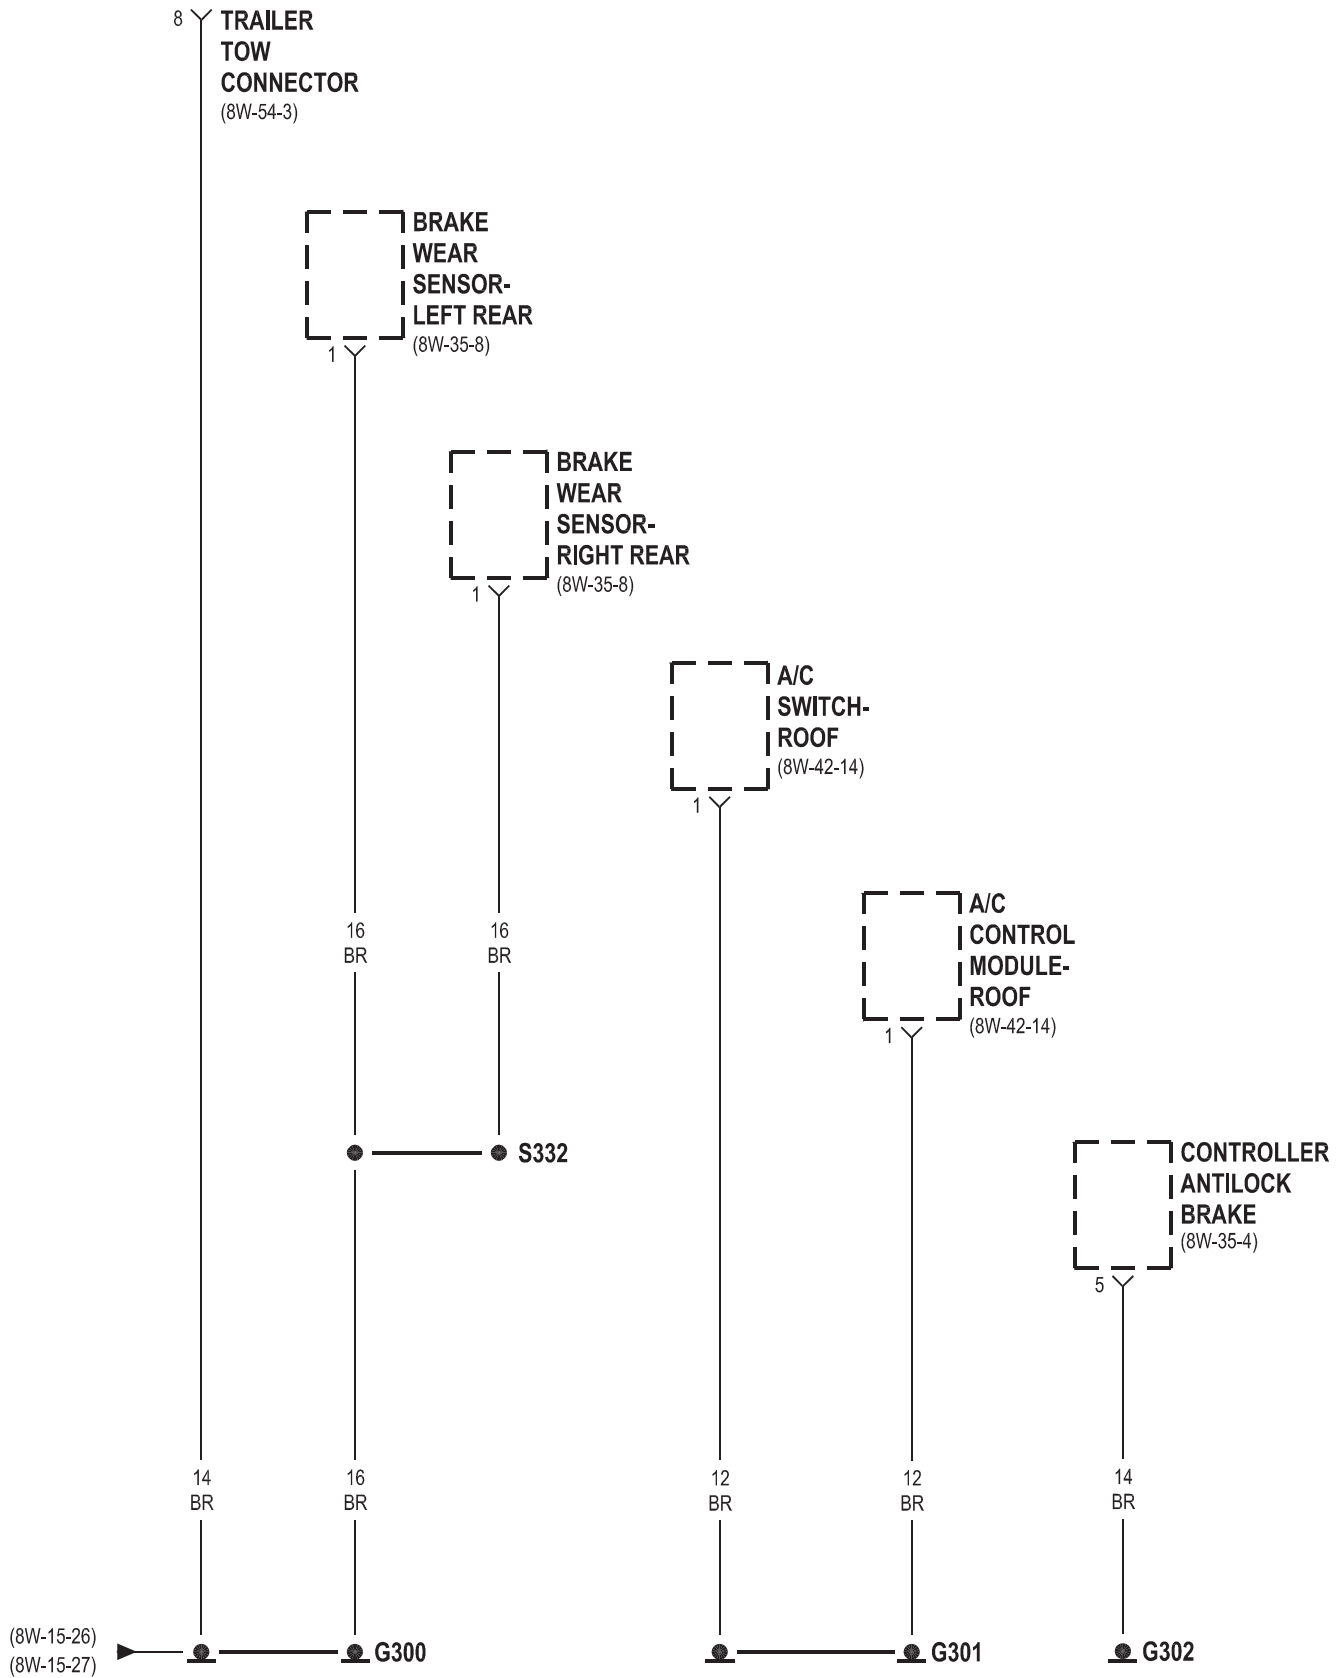 8
TRAILER
TOW
CONNECTOR
(8W-54-3)
BRAKE
WEAR
SENSOR-
LEFT REAR
(8W-35-8)
1
BRAKE
WEAR
SENSOR-
RIGHT REAR
(8W-35-8)
1
A/C
SWITCH-
ROOF
(8W-42-14)
1
A/C
CONTROL
MODULE-
ROOF
(8W-42-14)
1
16
BR
16
BR
S332
CONTROLLER
ANTILOCK
BRAKE
(8W-35-4)
5
14
BR
16
BR
12
BR
12
BR
14
BR
(8W-15-26)
(8W-15-27)
G300
G301
G302